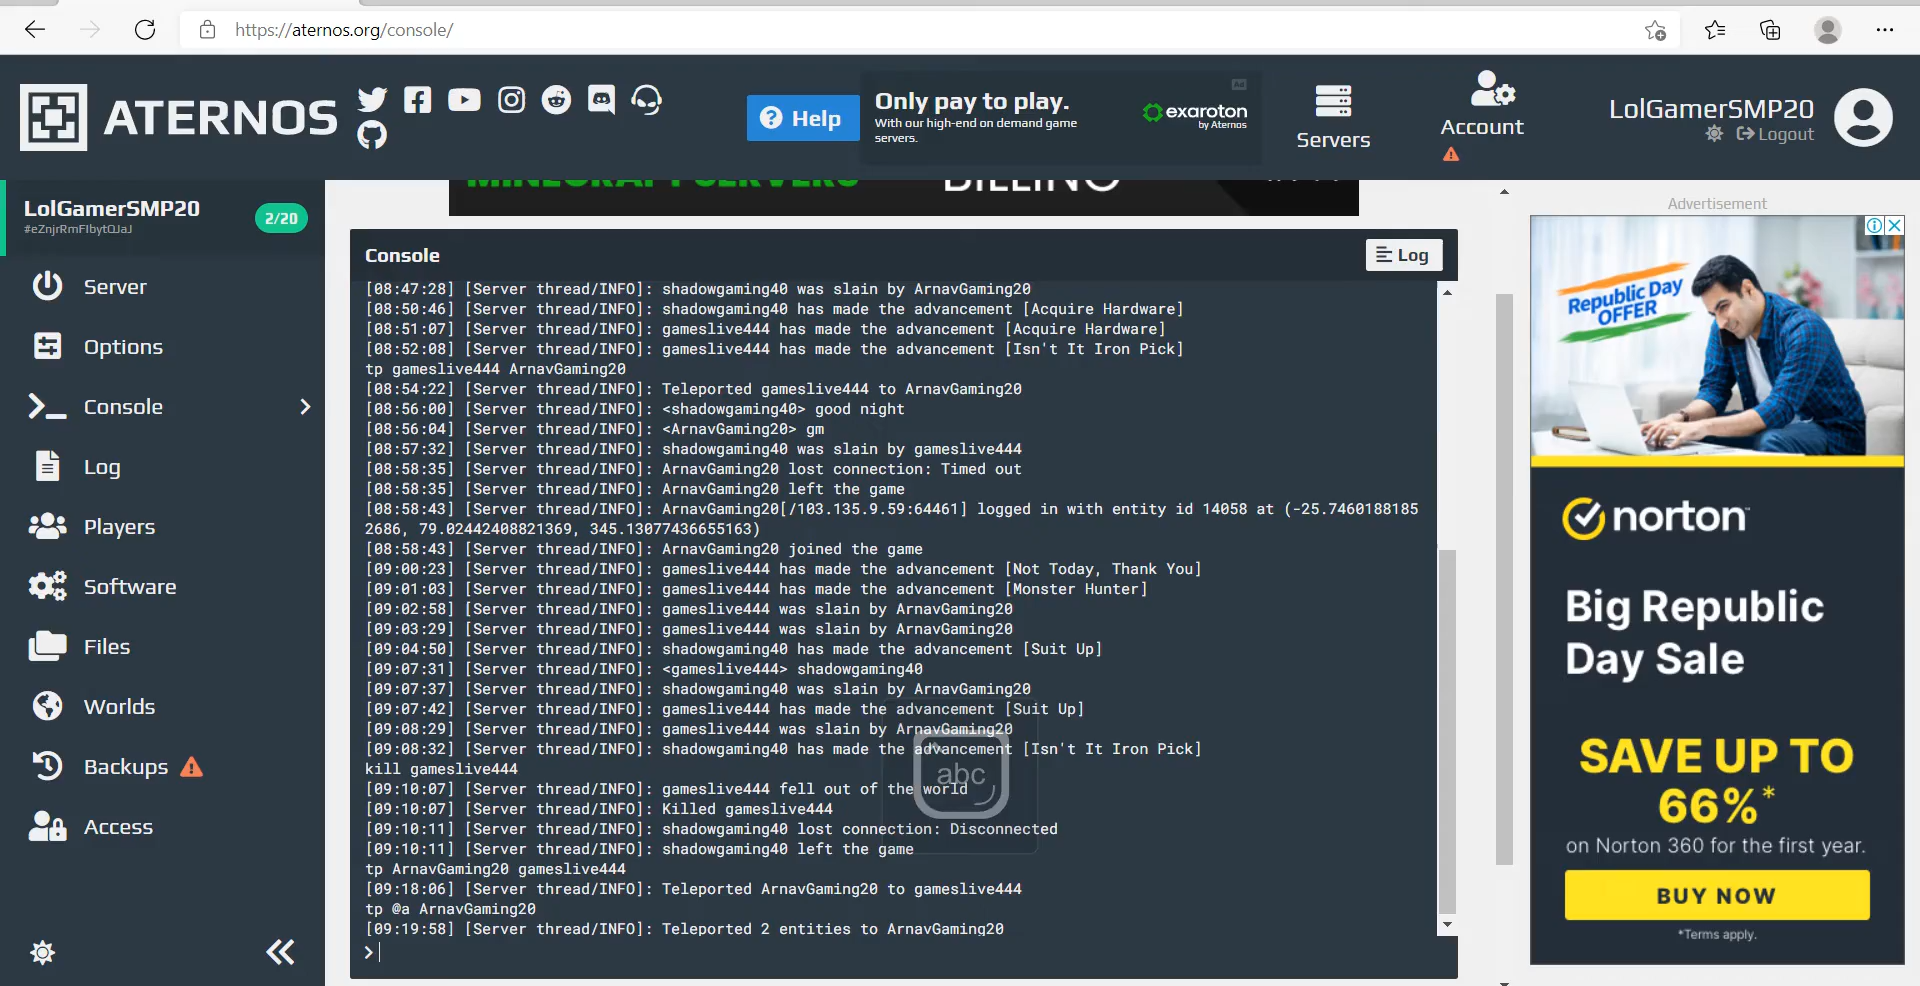 https://aternos.org/console/
ATERNOS
Help
Ad
Only pay to play.
With our high-end on demand game
servers.
exaroton
by Aternos
Servers
Account
LolGamerSMP20
Logout
LolGamerSMP20
2/20
Server
Options
Console
Log
Players
Software
Files
Worlds
Backups
Access
MINECRAFT SERVERS
BILLING
Console
Log
[08:47:28] [Server thread/INFO]: shadowgaming40 was slain by ArnavGaming20
[08:50:46] [Server thread/INFO]: shadowgaming40 has made the advancement [Acquire Hardware]
[08:51:07] [Server thread/INFO]: gameslive444 has made the advancement [Acquire Hardware]
[08:52:08] [Server thread/INFO]: gameslive444 has made the advancement [Isn't It Iron Pick]
tp gameslive444 ArnavGaming20
[08:54:22] [Server thread/INFO]: Teleported gameslive444 to ArnavGaming20
[08:56:00] [Server thread/INFO]: <shadowgaming40> good night
[08:56:04] [Server thread/INFO]: <ArnavGaming20> gm
[08:57:32] [Server thread/INFO]: shadowgaming40 was slain by gameslive444
[08:58:35] [Server thread/INFO]: ArnavGaming20 lost connection: Timed out
[08:58:35] [Server thread/INFO]: ArnavGaming20 left the game
[08:58:43] [Server thread/INFO]: ArnavGaming20[/103.135.9.59:64461] logged in with entity id 14058 at (-25.7460188185
2686, 79.02442408821369, 345.13077436655163)
[08:58:43] [Server thread/INFO]: ArnavGaming20 joined the game
[09:00:23] [Server thread/INFO]: gameslive444 has made the advancement [Not Today, Thank You]
[09:01:03] [Server thread/INFO]: gameslive444 has made the advancement [Monster Hunter]
[09:02:58] [Server thread/INFO]: gameslive444 was slain by ArnavGaming20
[09:03:29] [Server thread/INFO]: gameslive444 was slain by ArnavGaming20
[09:04:50] [Server thread/INFO]: shadowgaming40 has made the advancement [Suit Up]
[09:07:31] [Server thread/INFO]: <gameslive444> shadowgaming40
[09:07:37] [Server thread/INFO]: shadowgaming40 was slain by ArnavGaming20
[09:07:42] [Server thread/INFO]: gameslive444 has made the advancement [Suit Up]
[09:08:29] [Server thread/INFO]: gameslive444 was slain by ArnavGaming20
[09:08:32] [Server thread/INFO]: shadowgaming40 has made the advancement [Isn't It Iron Pick]
kill gameslive444
[09:10:07] [Server thread/INFO]: gameslive444 fell out of the world
[09:10:07] [Server thread/INFO]: Killed gameslive444
[09:10:11] [Server thread/INFO]: shadowgaming40 lost connection: Disconnected
[09:10:11] [Server thread/INFO]: shadowgaming40 left the game
tp ArnavGaming20 gameslive444
[09:18:06] [Server thread/INFO]: Teleported ArnavGaming20 to gameslive444
tp @a ArnavGaming20
[09:19:58] [Server thread/INFO]: Teleported 2 entities to ArnavGaming20
>
abc
Advertisement
Republic Day
OFFER
norton
Big Republic
Day Sale
SAVE UP TO
66%*
on Norton 360 for the first year.
BUY NOW
*Terms apply.